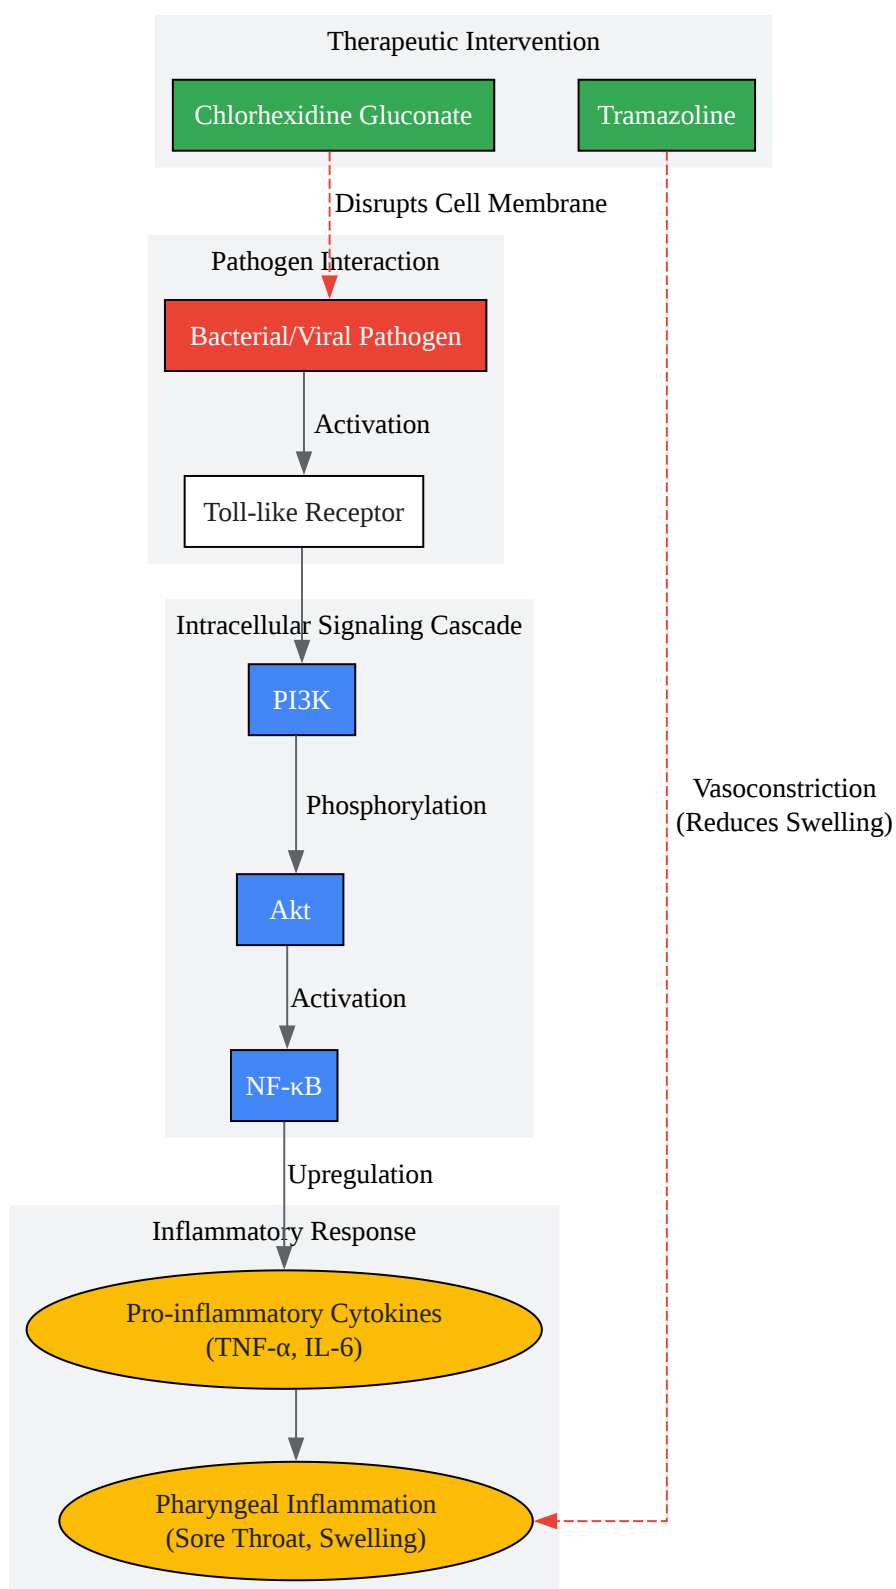 Therapeutic Intervention
Chlorhexidine Gluconate
Tramazoline
Disrupts Cell Membrane
Pathogen Interaction
Bacterial/Viral Pathogen
Activation
Toll-like Receptor
Intracellular Signaling Cascade
PI3K
Phosphorylation
Vasoconstriction
(Reduces Swelling)
Akt
Activation
NF-κB
Upregulation
Inflammatory Response
Pro-inflammatory Cytokines
(TNF-α, IL-6)
Pharyngeal Inflammation
(Sore Throat, Swelling)